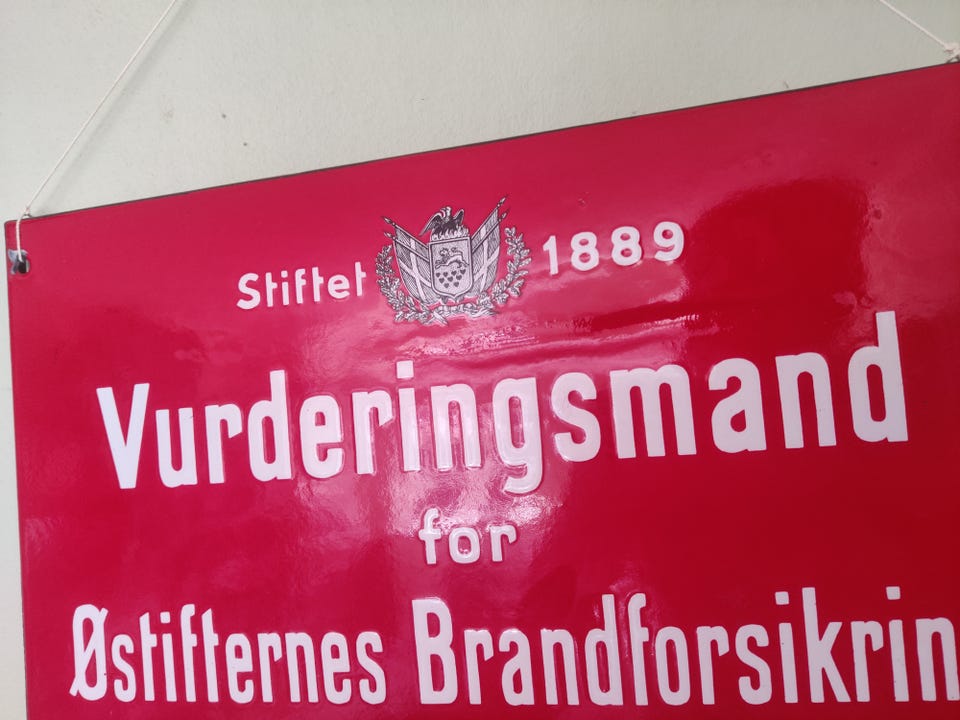 Stiftet 1889
Vurderingsmand
for
Østifternes Brandforsikrin